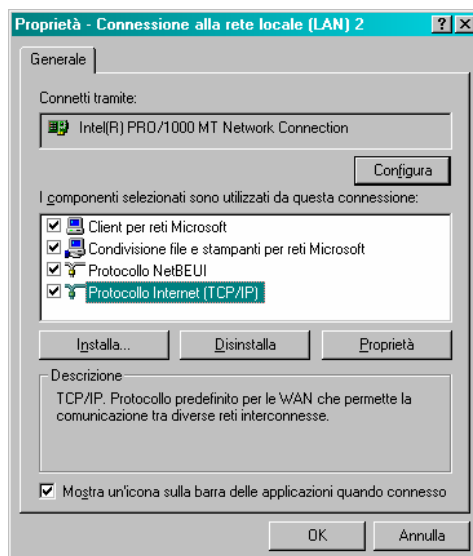 Proprietà - Connessione alla rete locale (LAN) 2
Generale
Connetti tramite:
Intel(R) PRO/1000 MT Network Connection
Configura
I componenti selezionati sono utilizzati da questa connessione:
Client per reti Microsoft
Condivisione file e stampanti per reti Microsoft
Protocollo NetBEUI
Protocollo Internet (TCP/IP)
Installa... Disinstalla Proprietà
Descrizione
TCP/IP. Protocollo predefinito per le WAN che permette la
comunicazione tra diverse reti interconnesse.
Mostra un'icona sulla barra delle applicazioni quando connesso
OK Annulla